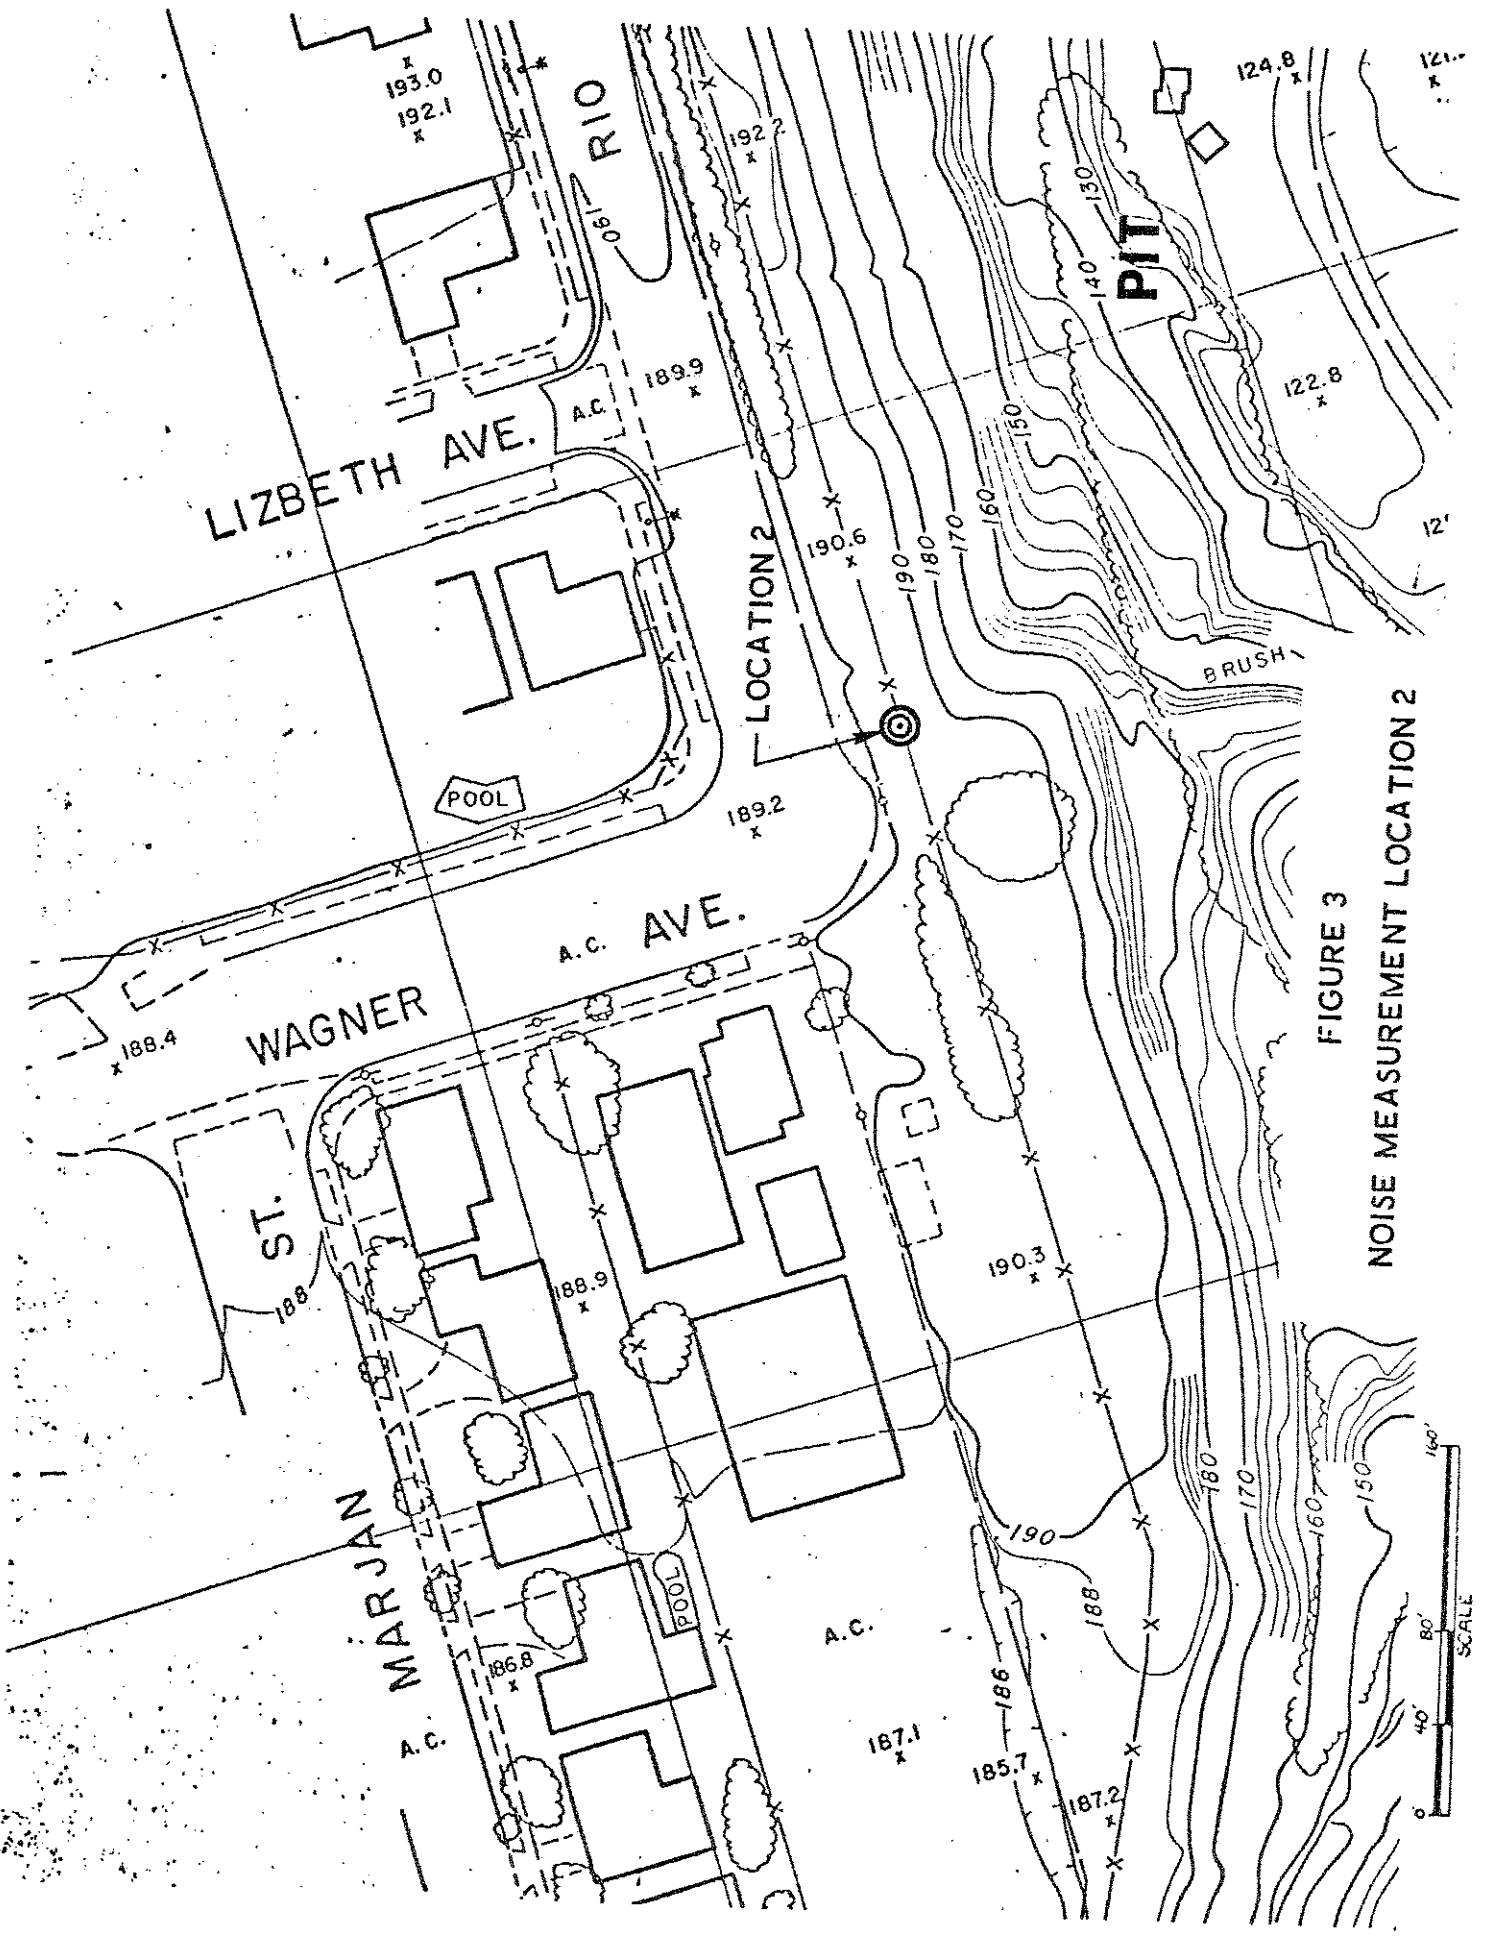 193.0
192.1
RIO
190
192.2
124.8
130
140
PIT
LIZBETH AVE.
A.C.
189.9
122.8
150
160
170
180
190
190.6
LOCATION 2
BRUSH
POOL
189.2
WAGNER AVE.
A.C.
188.4
ST.
188
188.9
190.3
MARJAN
A.C.
186.8
POOL
A.C.
190
188
180
170
160
150
186
187.1
185.7
187.2
FIGURE 3
NOISE MEASUREMENT LOCATION 2
0' 40' 80' 160'
SCALE